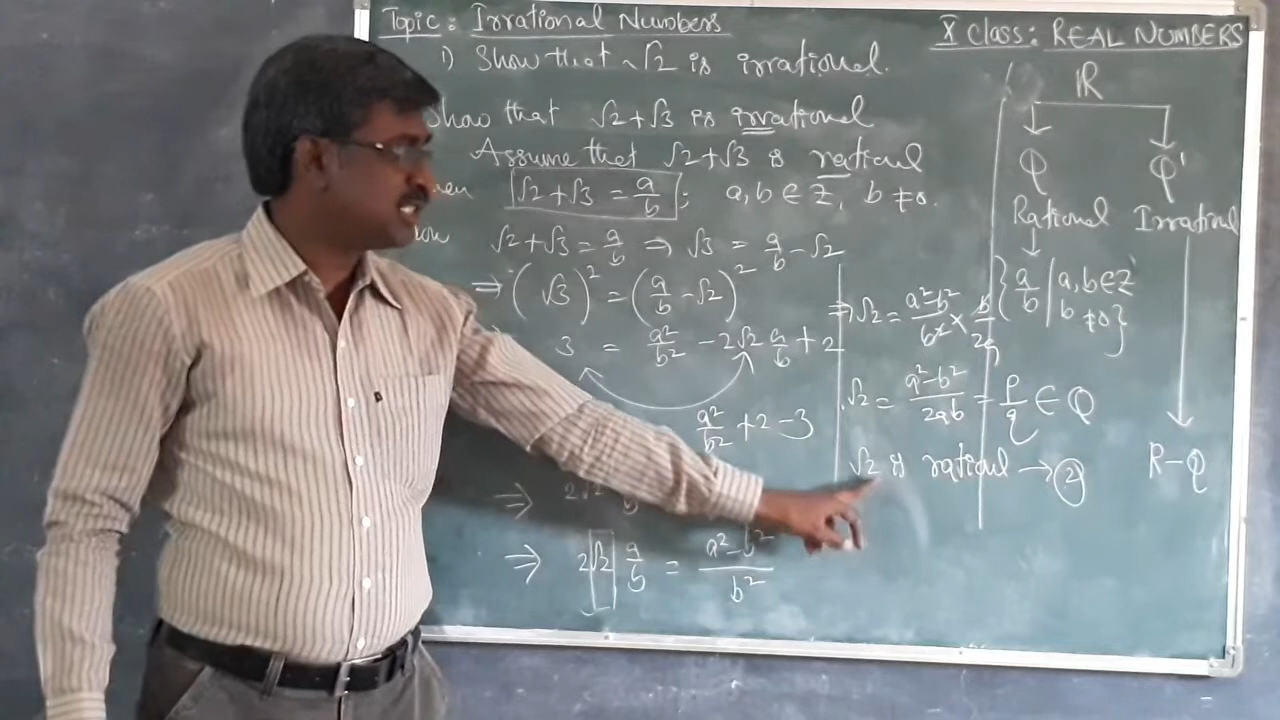 Topic: Irrational Numbers
1) Show that √2 is irrational.
Show that √2+√3 is irrational
Assume that √2+√3 is rational
√2+√3 = a/b ; a,b ∈ Z, b ≠ 0.
√2+√3 = a/b ⇒ √3 = a/b - √2
⇒ (√3)² = (a/b - √2)²
3 = a²/b² - 2√2 a/b + 2
a²/b² + 2 - 3
⇒ 2√2
⇒ 2√2 a/b = a²-b²/b²
⇒ √2 = a²-b²/b² × b/2a
√2 = a²-b²/2ab = p/q ∈ Q
√2 is rational → 2
X Class: REAL NUMBERS
R
Q Q'
Rational Irrational
{a/b | a,b∈Z
b≠0}
R-Q